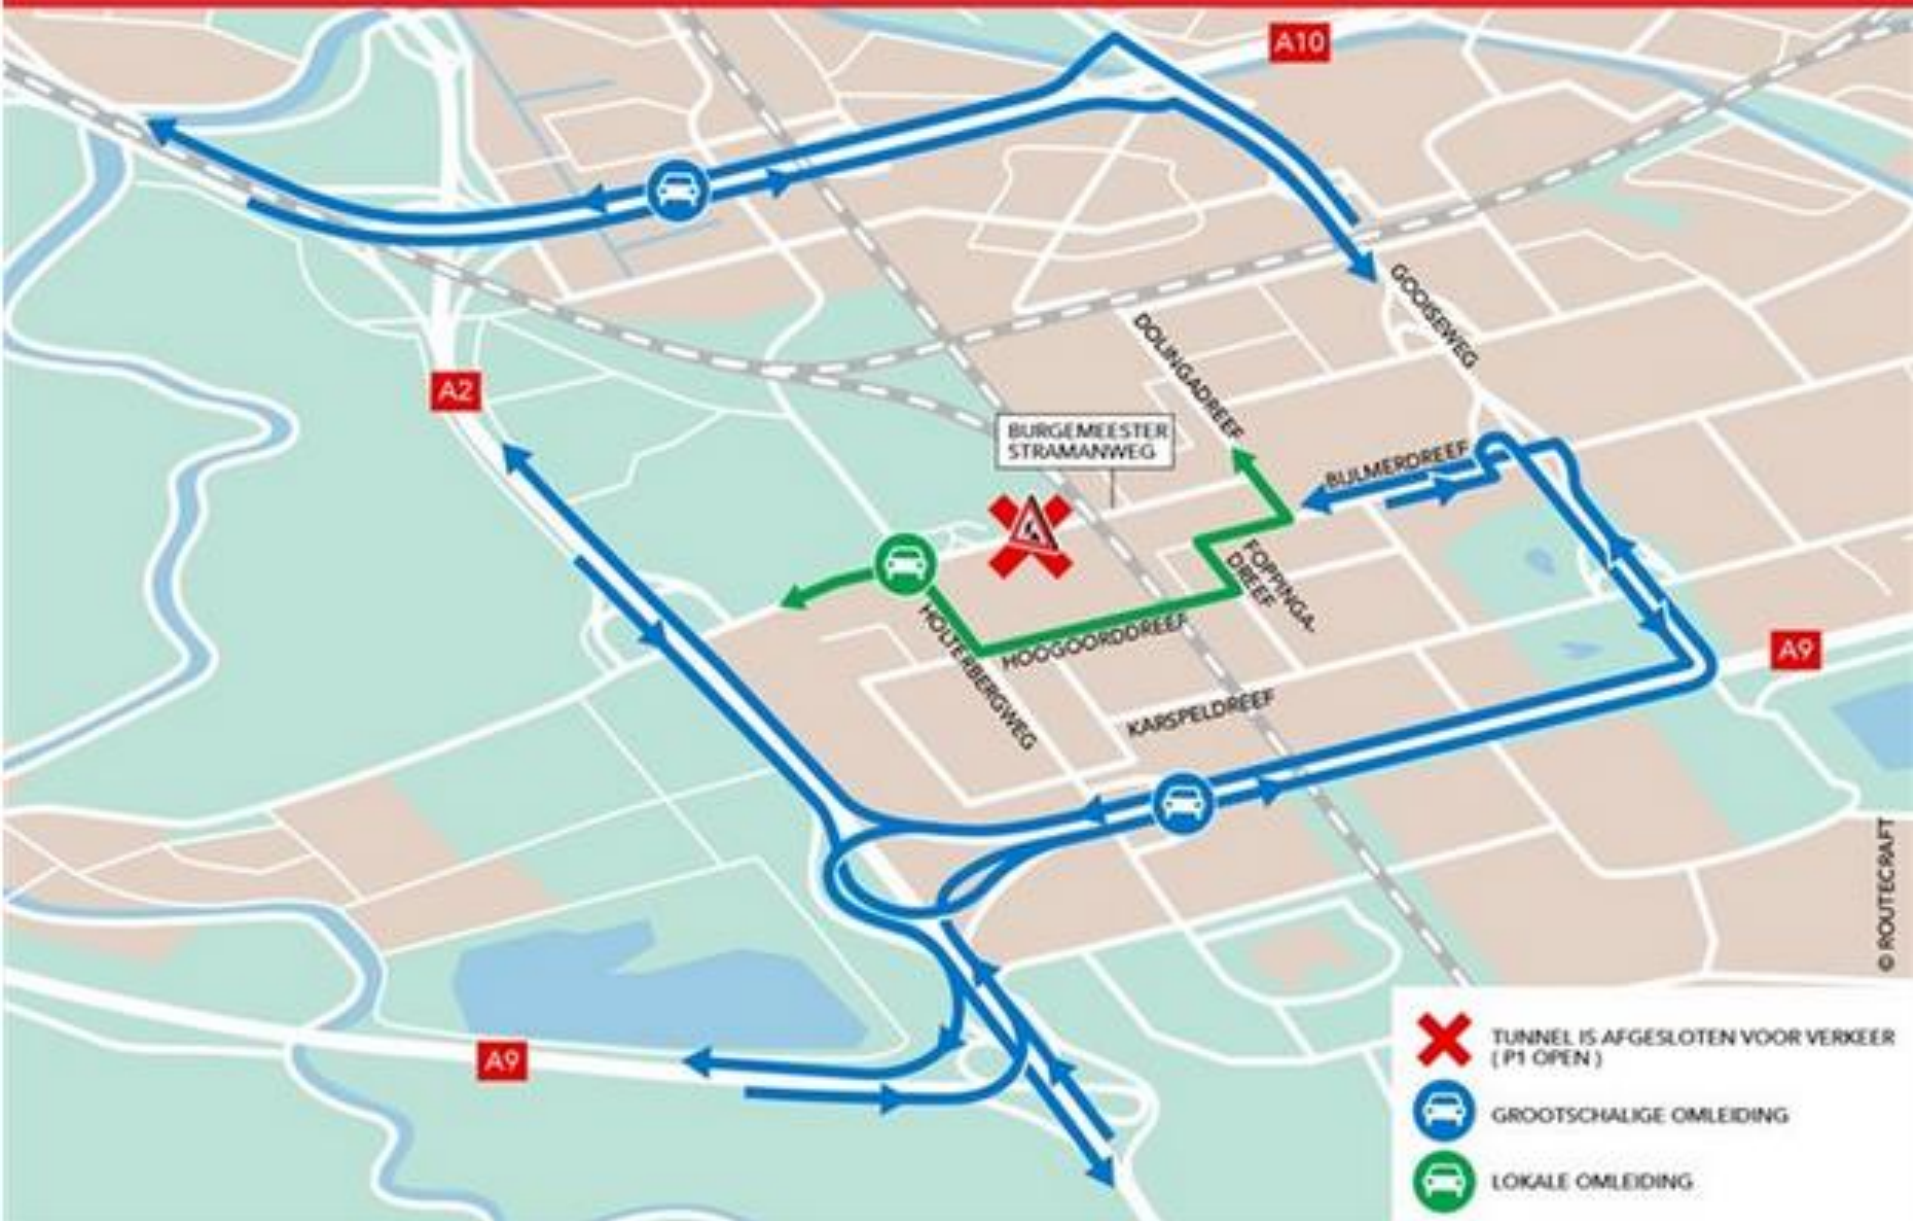 A10
GOOISEWEG
DOLINGADREEF
A2
BURGEMEESTER
STRAMANWEG
BIJLMERDREEF
FOPPINGA-
DREEF
HOLTERBERGWEG
HOOGOORDDREEF
A9
KARSPELDREEF
© ROUTECRAFT
A9
TUNNEL IS AFGESLOTEN VOOR VERKEER
( P1 OPEN )
GROOTSCHALIGE OMLEIDING
LOKALE OMLEIDING